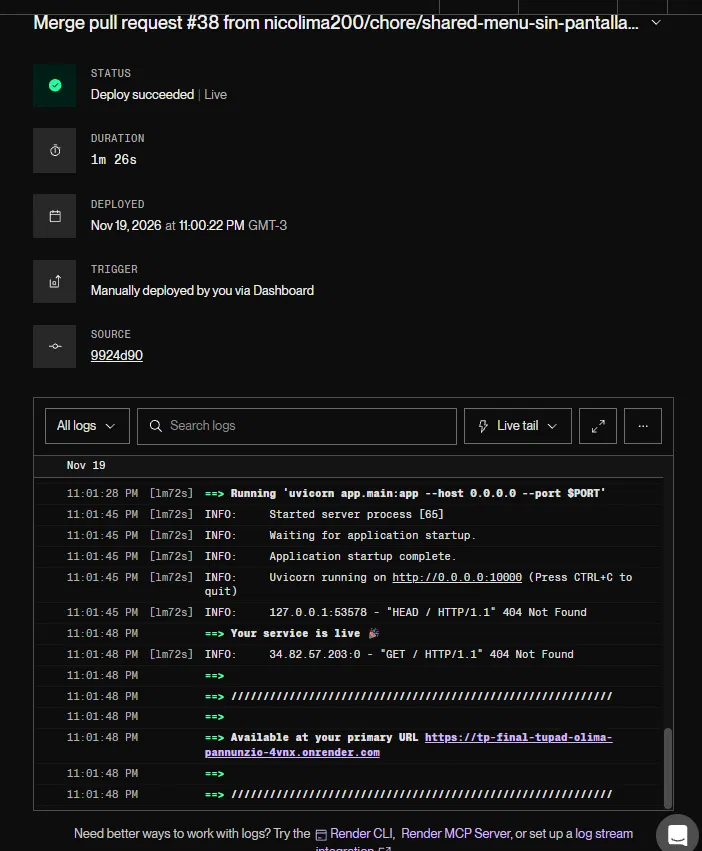 Merge pull request #38 from nicolima200/chore/shared-menu-sin-pantalla...
STATUS
Deploy succeeded | Live
DURATION
1m 26s
DEPLOYED
Nov 19, 2026 at 11:00:22 PM GMT-3
TRIGGER
Manually deployed by you via Dashboard
SOURCE
9924d90
All logs Search logs Live tail ...
Nov 19
11:01:28 PM [lm72s] ==> Running 'uvicorn app.main:app --host 0.0.0.0 --port $PORT'
11:01:45 PM [lm72s] INFO: Started server process [65]
11:01:45 PM [lm72s] INFO: Waiting for application startup.
11:01:45 PM [lm72s] INFO: Application startup complete.
11:01:45 PM [lm72s] INFO: Uvicorn running on http://0.0.0.0:10000 (Press CTRL+C to
quit)
11:01:45 PM [lm72s] INFO: 127.0.0.1:53578 - "HEAD / HTTP/1.1" 404 Not Found
11:01:48 PM ==> Your service is live 🎉
11:01:48 PM [lm72s] INFO: 34.82.57.203:0 - "GET / HTTP/1.1" 404 Not Found
11:01:48 PM ==>
11:01:48 PM ==> ///////////////////////////////////////////////////////////
11:01:48 PM ==>
11:01:48 PM ==> Available at your primary URL https://tp-final-tupad-olima-
pannunzio-4vnx.onrender.com
11:01:48 PM ==>
11:01:48 PM ==> ///////////////////////////////////////////////////////////
Need better ways to work with logs? Try the Render CLI, Render MCP Server, or set up a log stream
integration